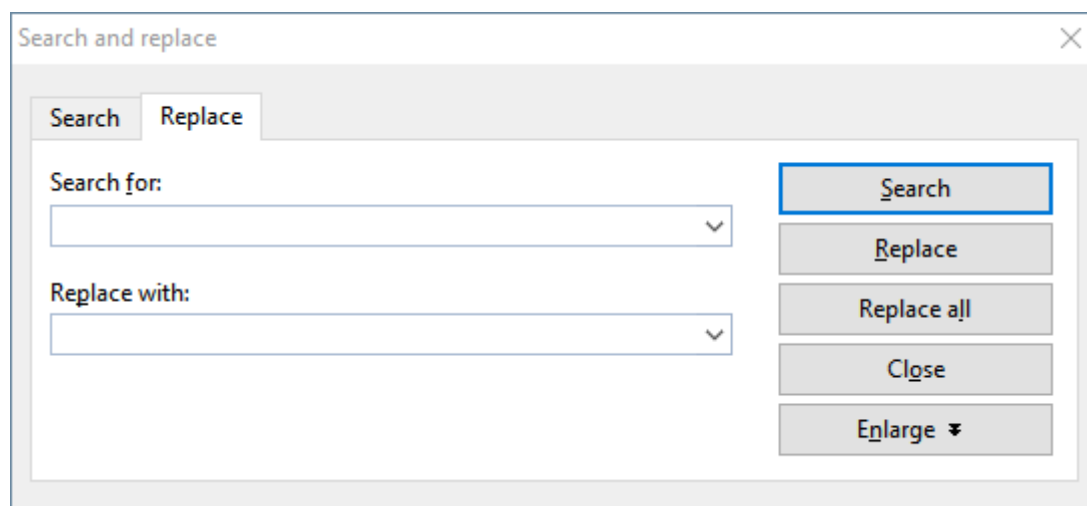 Search and replace
Search
Replace
Search for:
Replace with:
Search
Replace
Replace all
Close
Enlarge